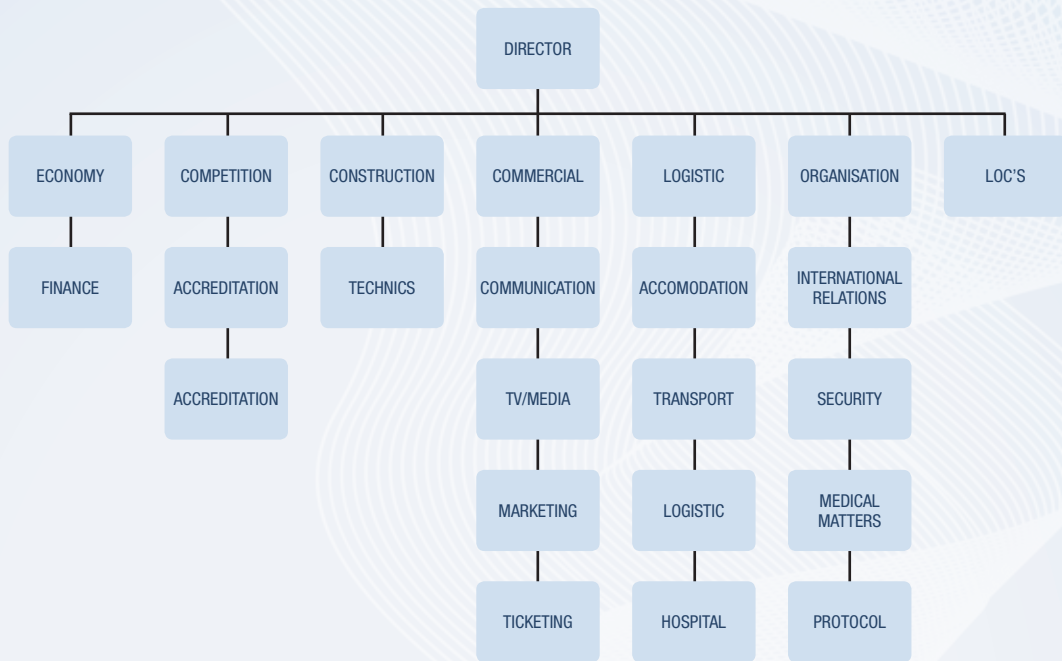 DIRECTOR
ECONOMY
COMPETITION
CONSTRUCTION
COMMERCIAL
LOGISTIC
ORGANISATION
LOC'S
FINANCE
ACCREDITATION
TECHNICS
COMMUNICATION
ACCOMODATION
INTERNATIONAL
RELATIONS
ACCREDITATION
TV/MEDIA
TRANSPORT
SECURITY
MARKETING
LOGISTIC
MEDICAL
MATTERS
TICKETING
HOSPITAL
PROTOCOL